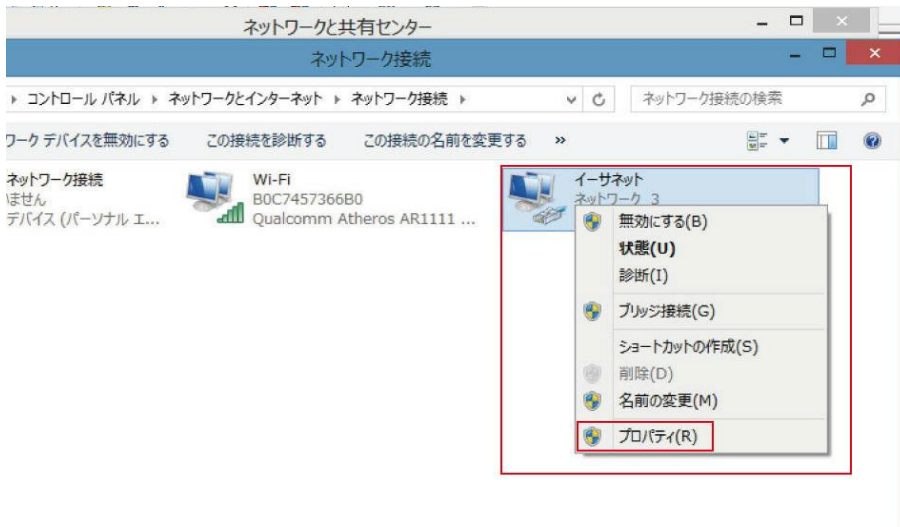 ネットワークと共有センター
ネットワーク接続
コントロール パネル ネットワークとインターネット ネットワーク接続
ネットワーク接続の検索
ワーク デバイスを無効にする この接続を診断する この接続の名前を変更する »
ネットワーク接続
いません
デバイス (パーソナル エ...
Wi-Fi
B0C7457366B0
Qualcomm Atheros AR1111 ...
イーサネット
ネットワーク 3
無効にする(B)
状態(U)
診断(I)
ブリッジ接続(G)
ショートカットの作成(S)
削除(D)
名前の変更(M)
プロパティ(R)